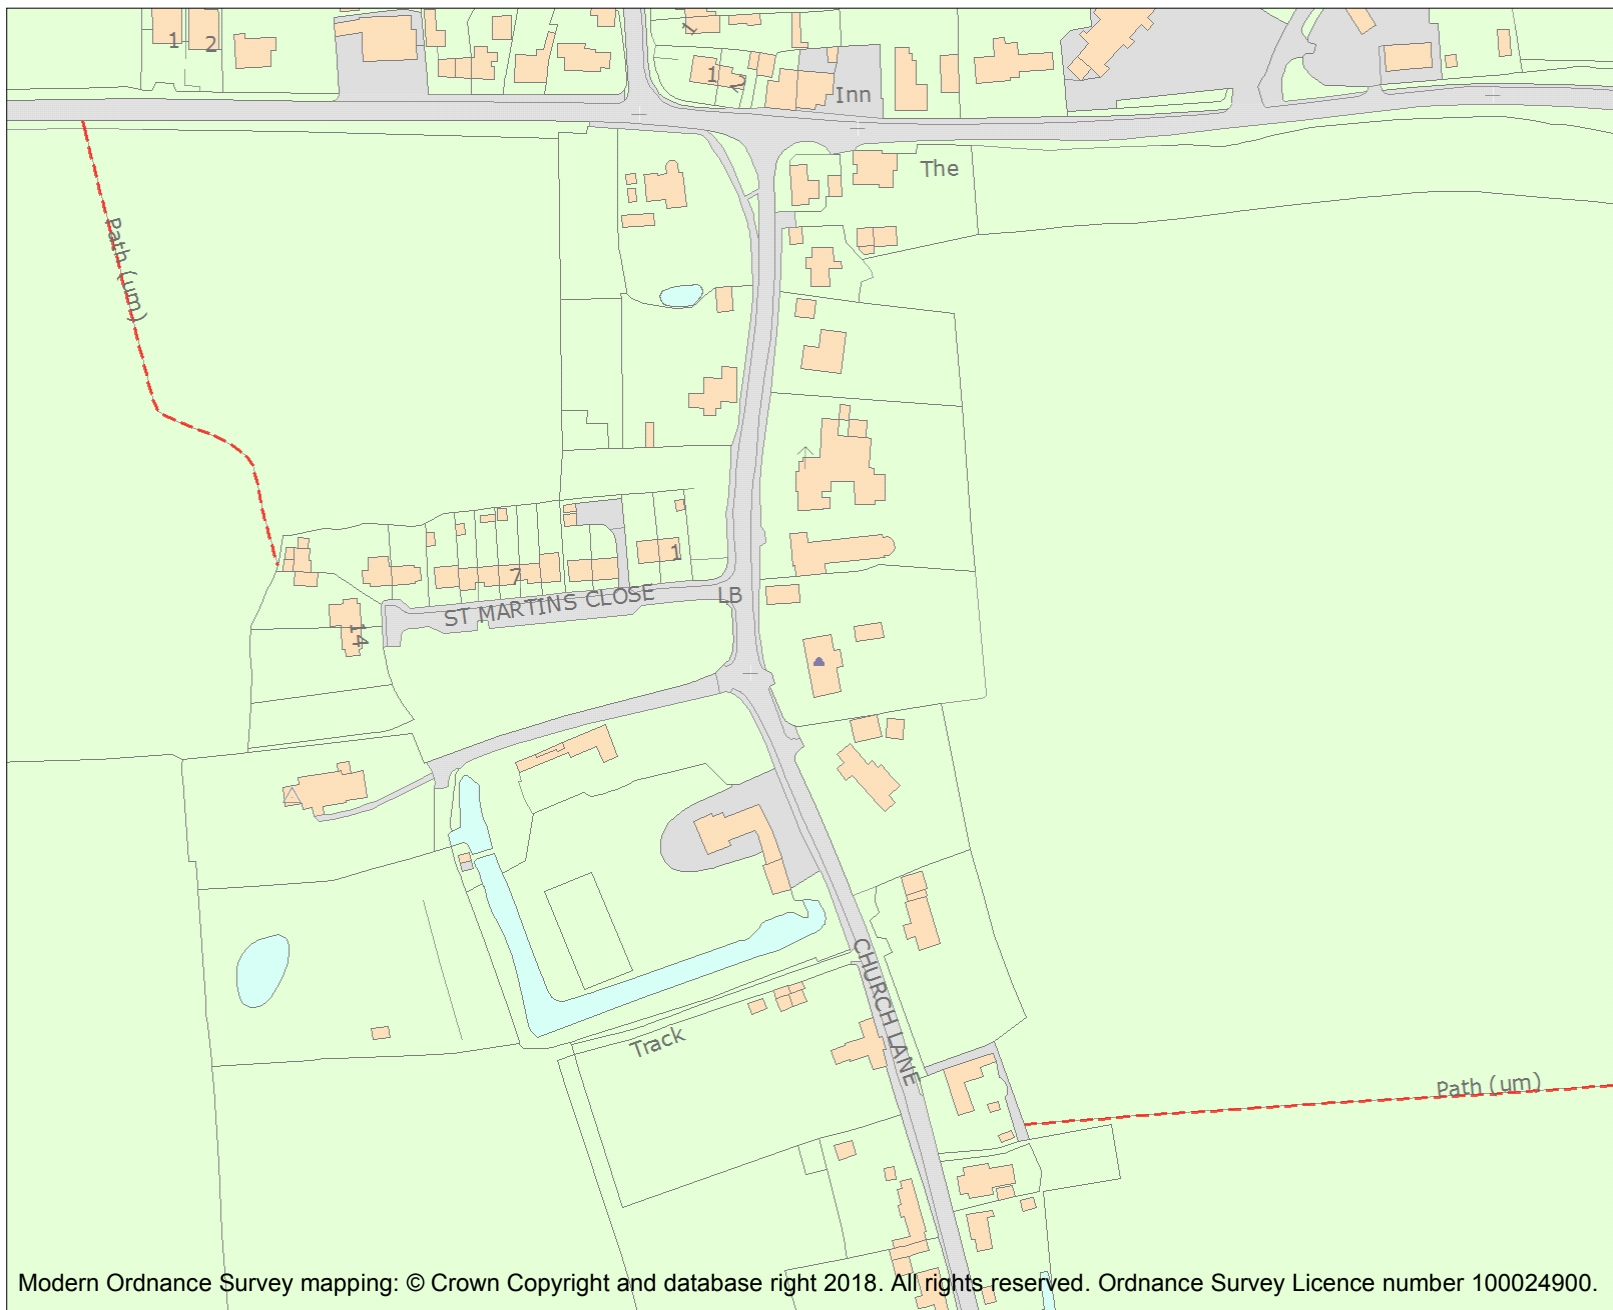 1
2
1
1
2
Inn
The
Path (um)
1
7
ST MARTINS CLOSE
LB
14
CHURCH LANE
Track
Path (um)
Modern Ordnance Survey mapping: © Crown Copyright and database right 2018. All rights reserved. Ordnance Survey Licence number 100024900.